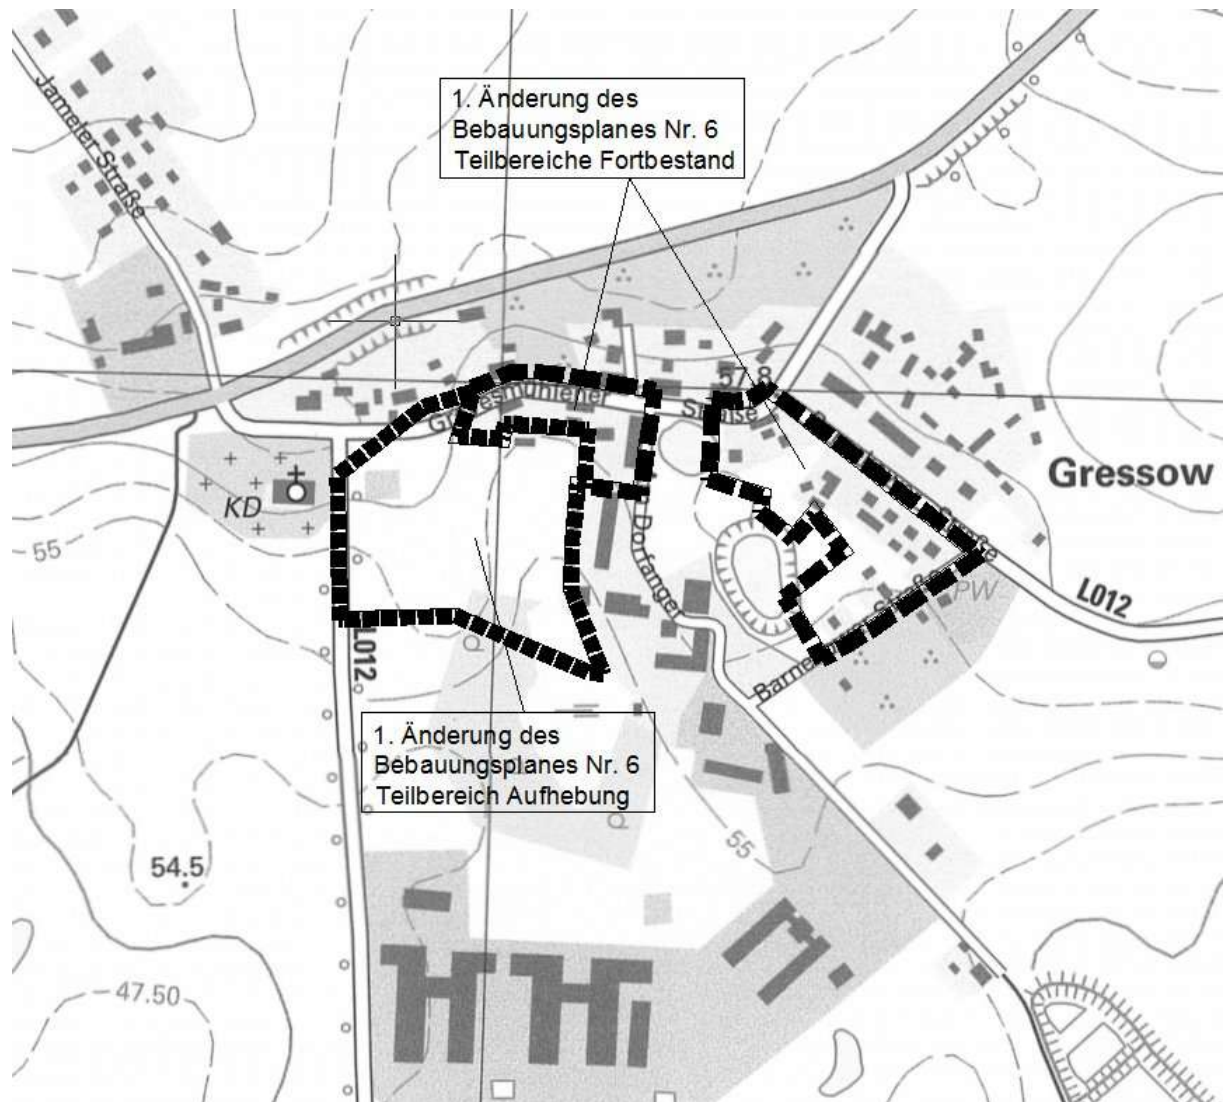 Jameler Straße
1. Änderung des
Bebauungsplanes Nr. 6
Teilbereiche Fortbestand
57.8
Straße
Gressow
KD
55
Dorfanger
PW
L012
L012
1. Änderung des
Bebauungsplanes Nr. 6
Teilbereich Aufhebung
55
54.5
47.50